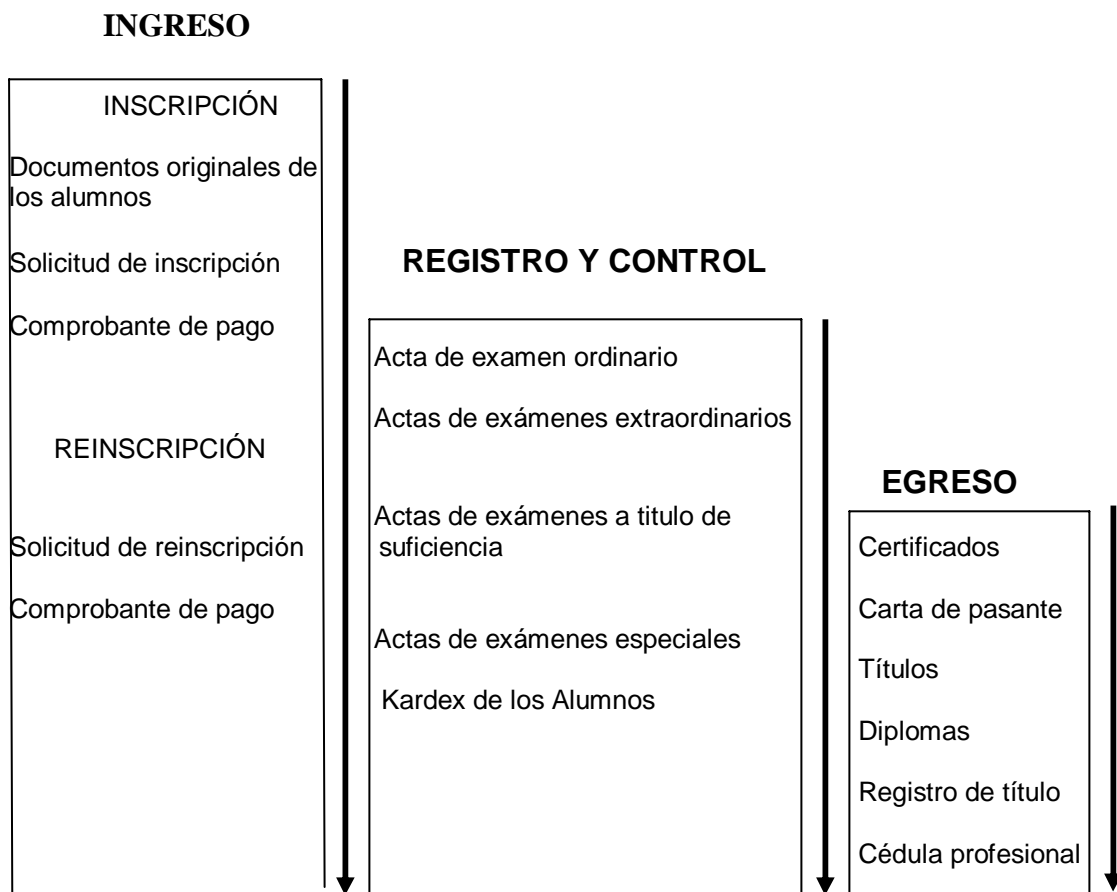 INGRESO
INSCRIPCIÓN
Documentos originales de
los alumnos
Solicitud de inscripción
Comprobante de pago
REINSCRIPCIÓN
Solicitud de reinscripción
Comprobante de pago
REGISTRO Y CONTROL
Acta de examen ordinario
Actas de exámenes extraordinarios
Actas de exámenes a titulo de
suficiencia
Actas de exámenes especiales
Kardex de los Alumnos
EGRESO
Certificados
Carta de pasante
Títulos
Diplomas
Registro de título
Cédula profesional